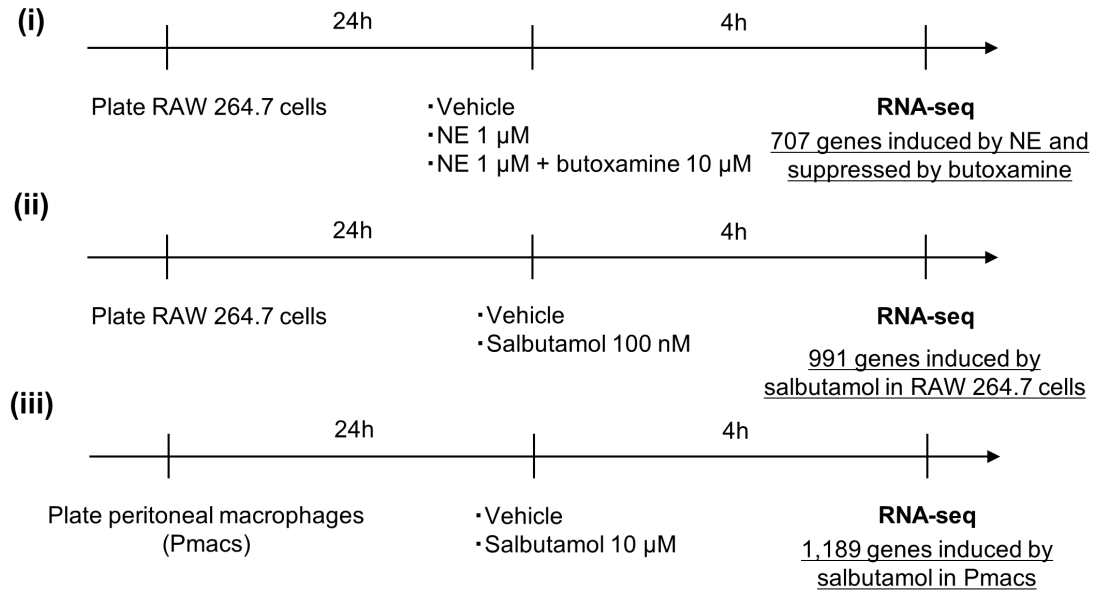 (i)
24h
4h
Plate RAW 264.7 cells
・Vehicle
・NE 1 μM
・NE 1 μM + butoxamine 10 μM
RNA-seq
707 genes induced by NE and
suppressed by butoxamine
(ii)
24h
4h
Plate RAW 264.7 cells
・Vehicle
・Salbutamol 100 nM
RNA-seq
991 genes induced by
salbutamol in RAW 264.7 cells
(iii)
24h
4h
Plate peritoneal macrophages
(Pmacs)
・Vehicle
・Salbutamol 10 μM
RNA-seq
1,189 genes induced by
salbutamol in Pmacs